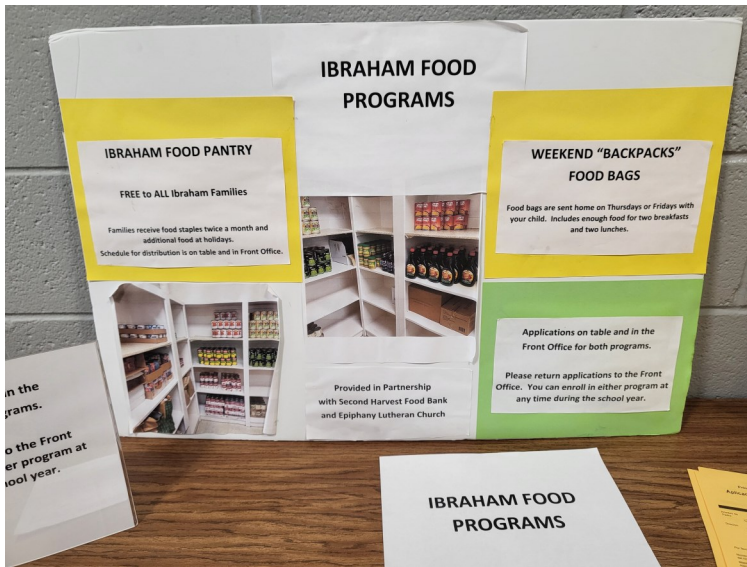 IBRAHAM FOOD
PROGRAMS
IBRAHAM FOOD PANTRY
FREE to ALL Ibraham Families
Families receive food staples twice a month and
additional food at holidays.
Schedule for distribution is on table and in Front Office.
WEEKEND “BACKPACKS”
FOOD BAGS
Food bags are sent home on Thursdays or Fridays with
your child. Includes enough food for two breakfasts
and two lunches.
Provided in Partnership
with Second Harvest Food Bank
and Epiphany Lutheran Church
Applications on table and in the
Front Office for both programs.
Please return applications to the Front
Office. You can enroll in either program at
any time during the school year.
in the
grams.
o the Front
er program at
hool year.
IBRAHAM FOOD
PROGRAMS